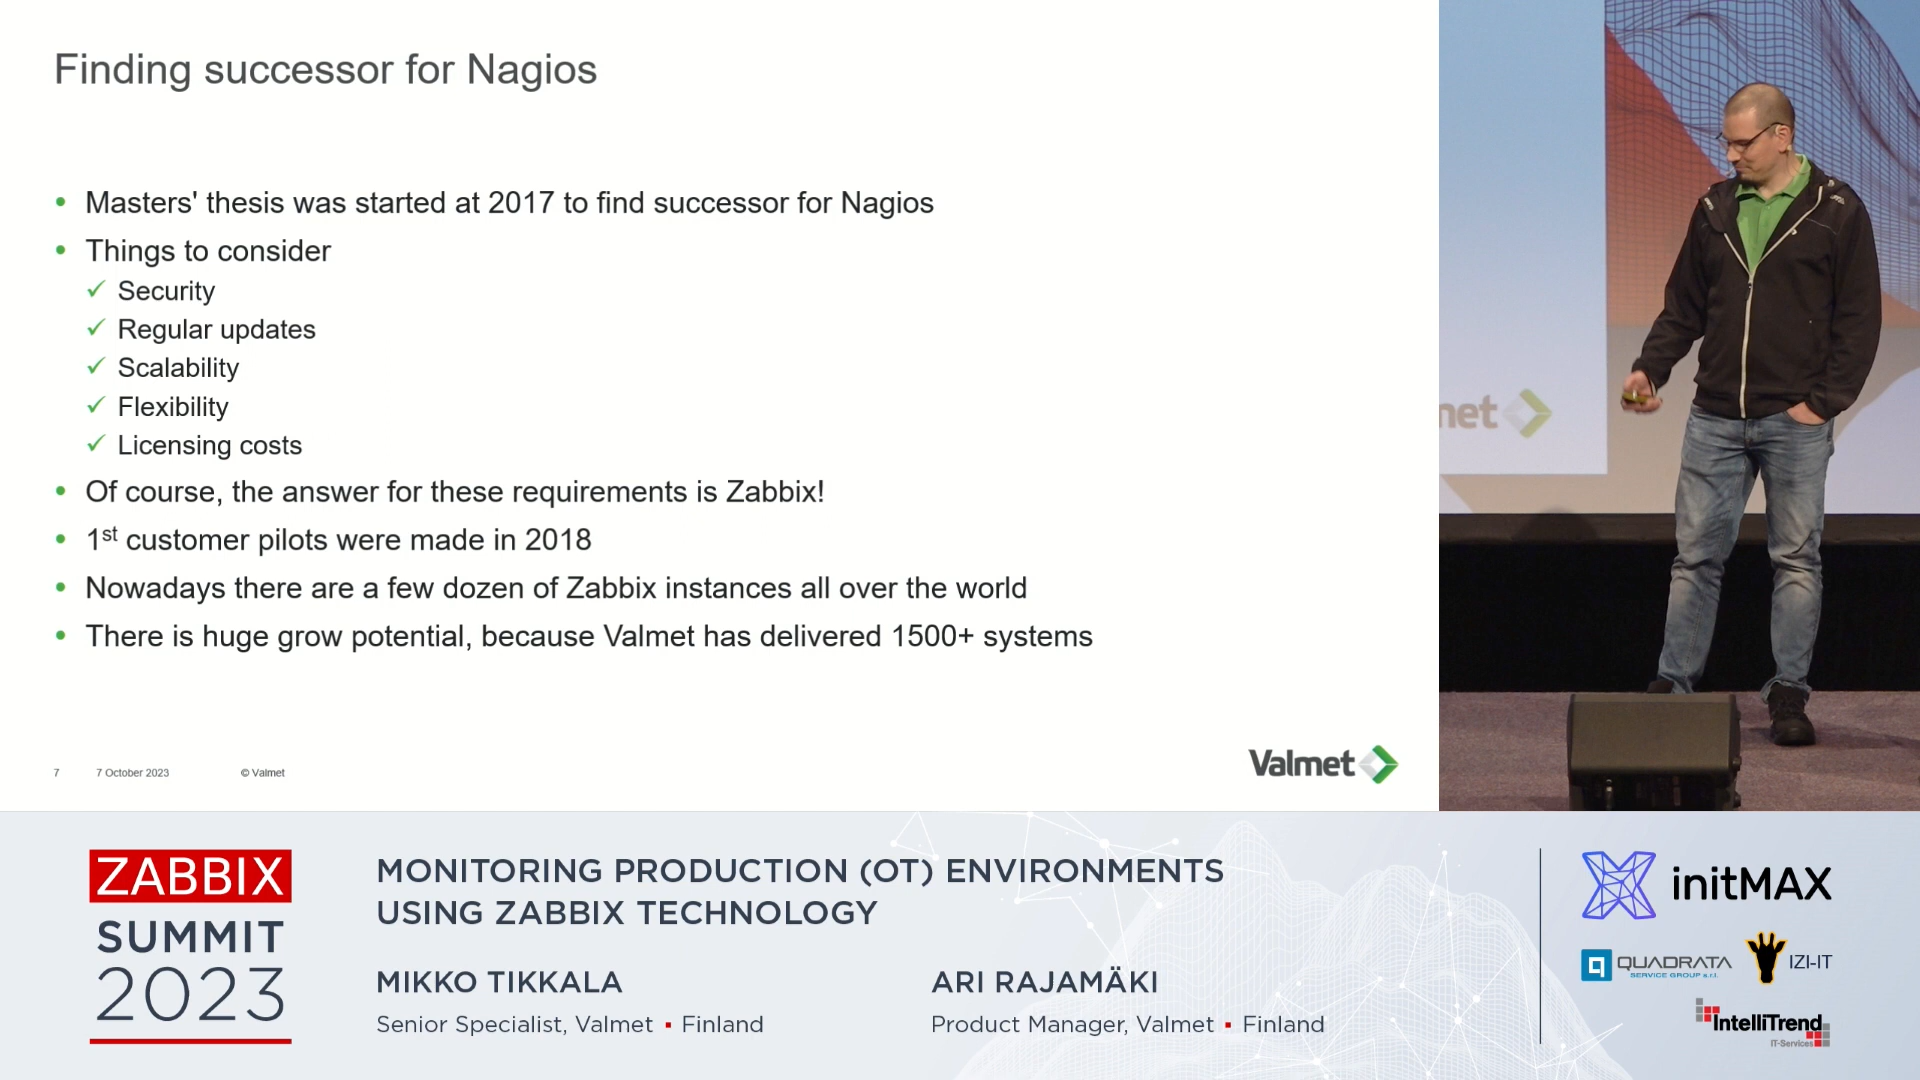 Finding successor for Nagios
• Masters' thesis was started at 2017 to find successor for Nagios
• Things to consider
✓ Security
✓ Regular updates
✓ Scalability
✓ Flexibility
✓ Licensing costs
• Of course, the answer for these requirements is Zabbix!
• 1st customer pilots were made in 2018
• Nowadays there are a few dozen of Zabbix instances all over the world
• There is huge grow potential, because Valmet has delivered 1500+ systems
7 7 October 2023 © Valmet
Valmet
net
ZABBIX
SUMMIT
2023
MONITORING PRODUCTION (OT) ENVIRONMENTS
USING ZABBIX TECHNOLOGY
MIKKO TIKKALA
Senior Specialist, Valmet ▪ Finland
ARI RAJAMÄKI
Product Manager, Valmet ▪ Finland
initMAX
QUADRATA
SERVICE GROUP s.r.l.
IZI-IT
IntelliTrend
IT-Services